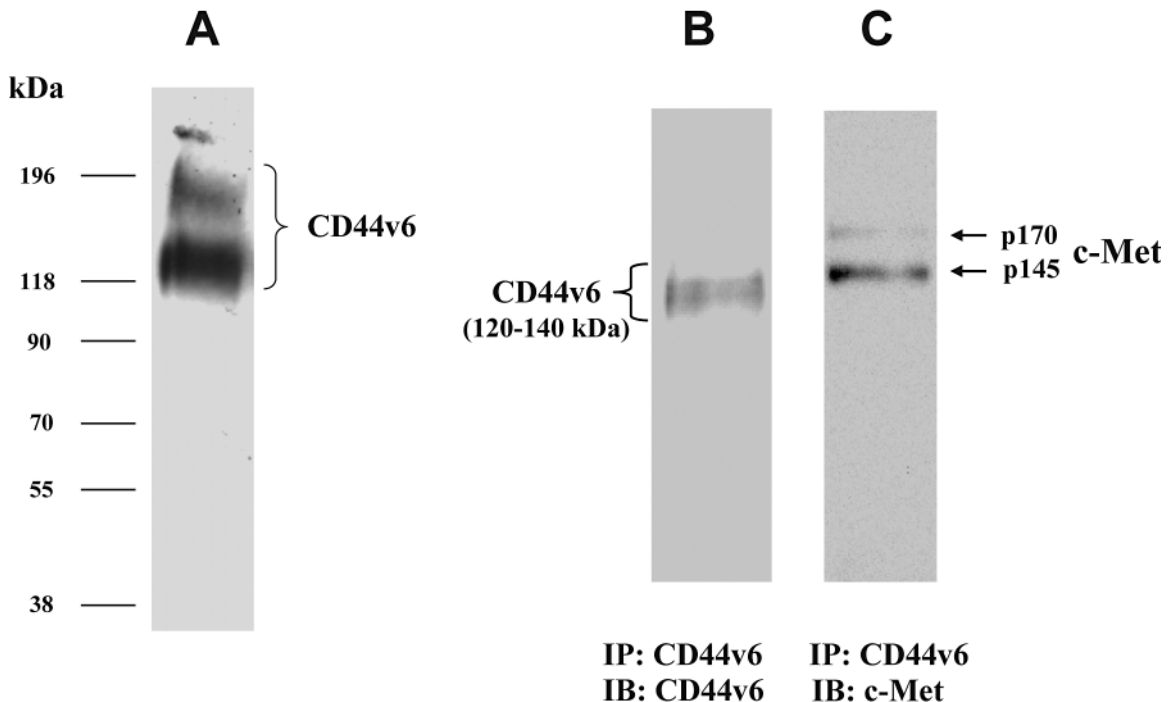 A
B
C
kDa
196
118
90
70
55
38
CD44v6
CD44v6
(120-140 kDa)
p170
p145
c-Met
IP: CD44v6
IB: CD44v6
IP: CD44v6
IB: c-Met